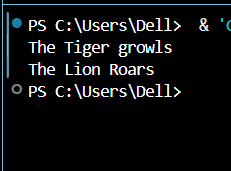 PS C:\Users\Dell> & '
The Tiger growls
The Lion Roars
PS C:\Users\Dell>